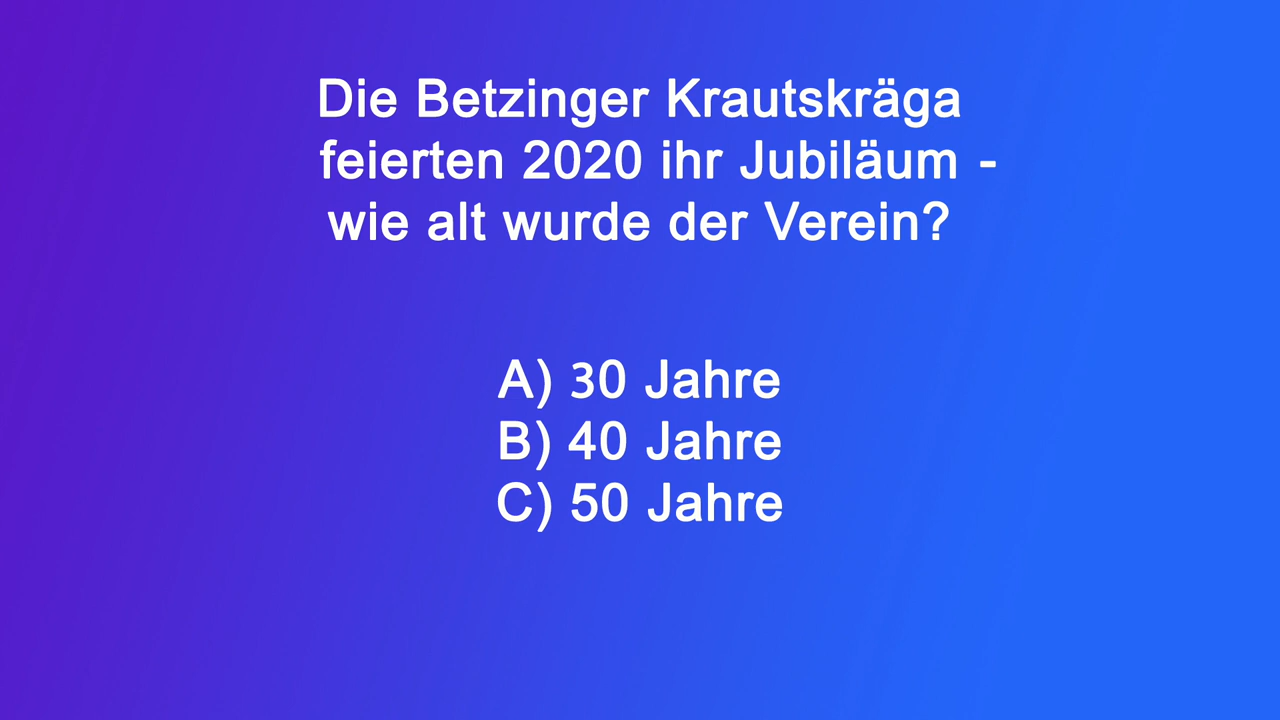 Die Betzinger Krautskräga
feierten 2020 ihr Jubiläum -
wie alt wurde der Verein?
A) 30 Jahre
B) 40 Jahre
C) 50 Jahre